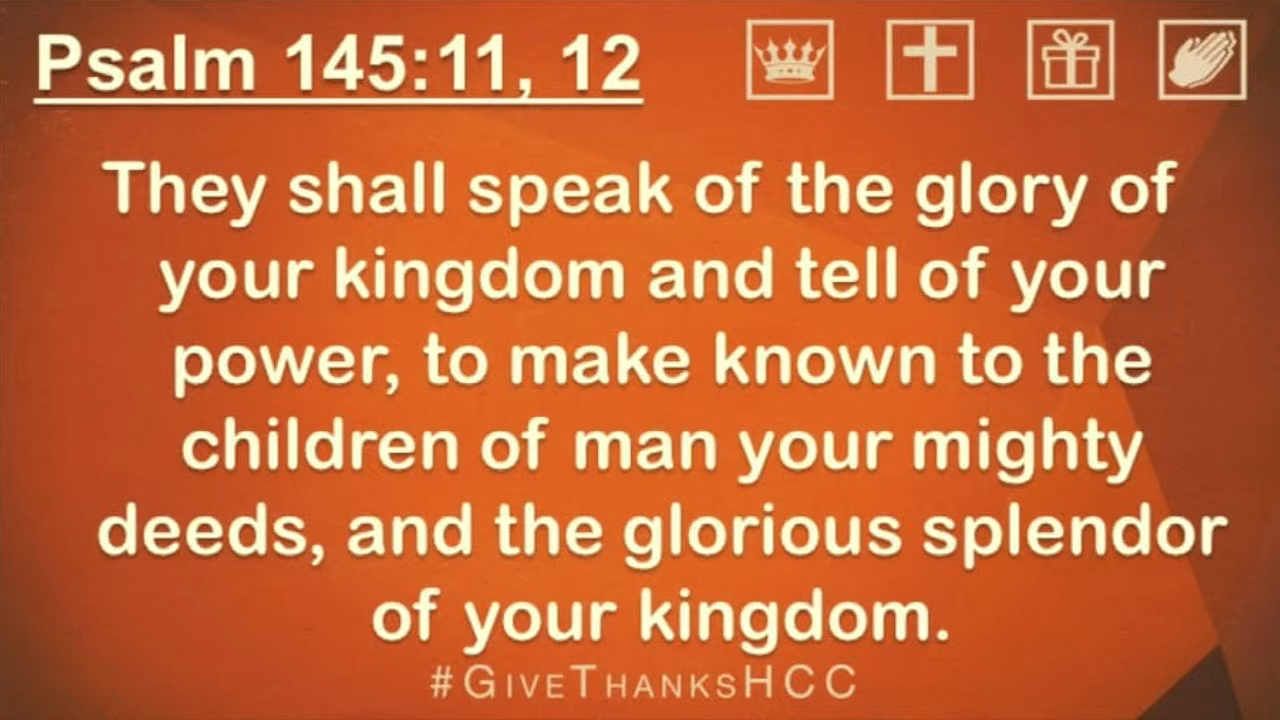 Psalm 145:11, 12
They shall speak of the glory of
your kingdom and tell of your
power, to make known to the
children of man your mighty
deeds, and the glorious splendor
of your kingdom.
#GIVETHANKSHCC